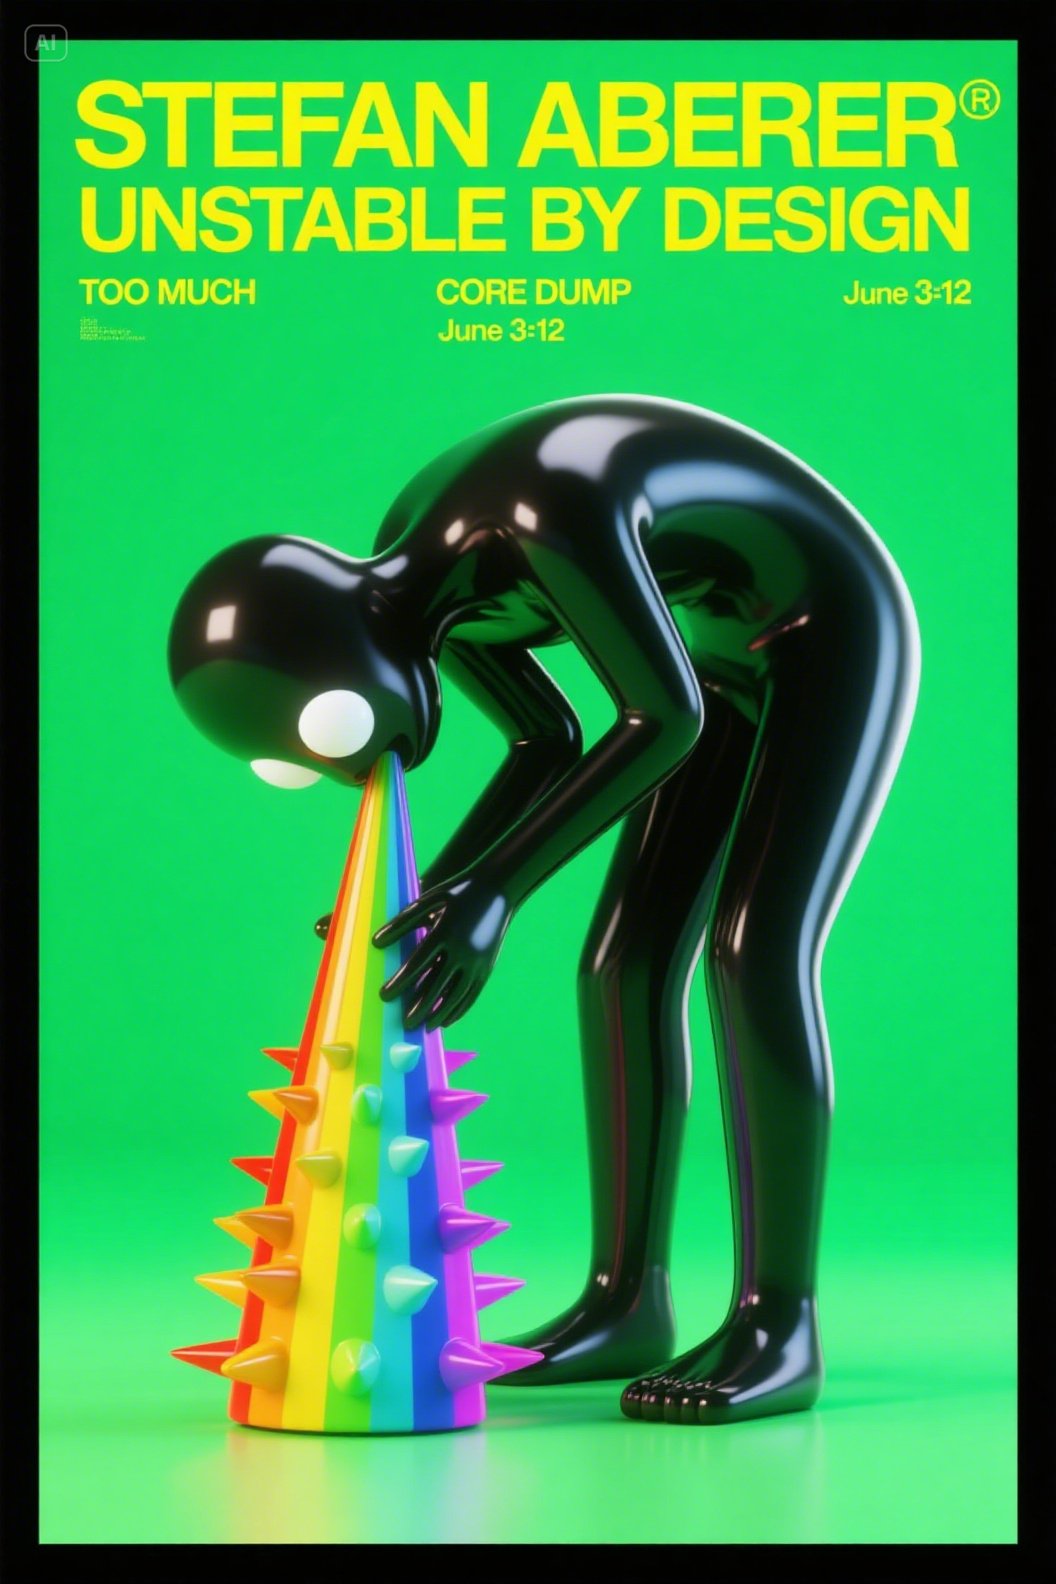 AI
STEFAN ABERER®
UNSTABLE BY DESIGN
TOO MUCH
CORE DUMP
June 3:12
June 3:12